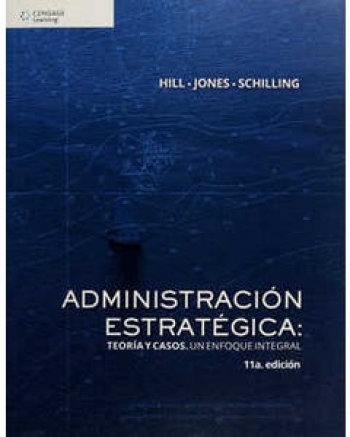 CENGAGE
Learning
HILL • JONES • SCHILLING
ADMINISTRACIÓN
ESTRATÉGICA:
TEORÍA Y CASOS. UN ENFOQUE INTEGRAL
11a. edición